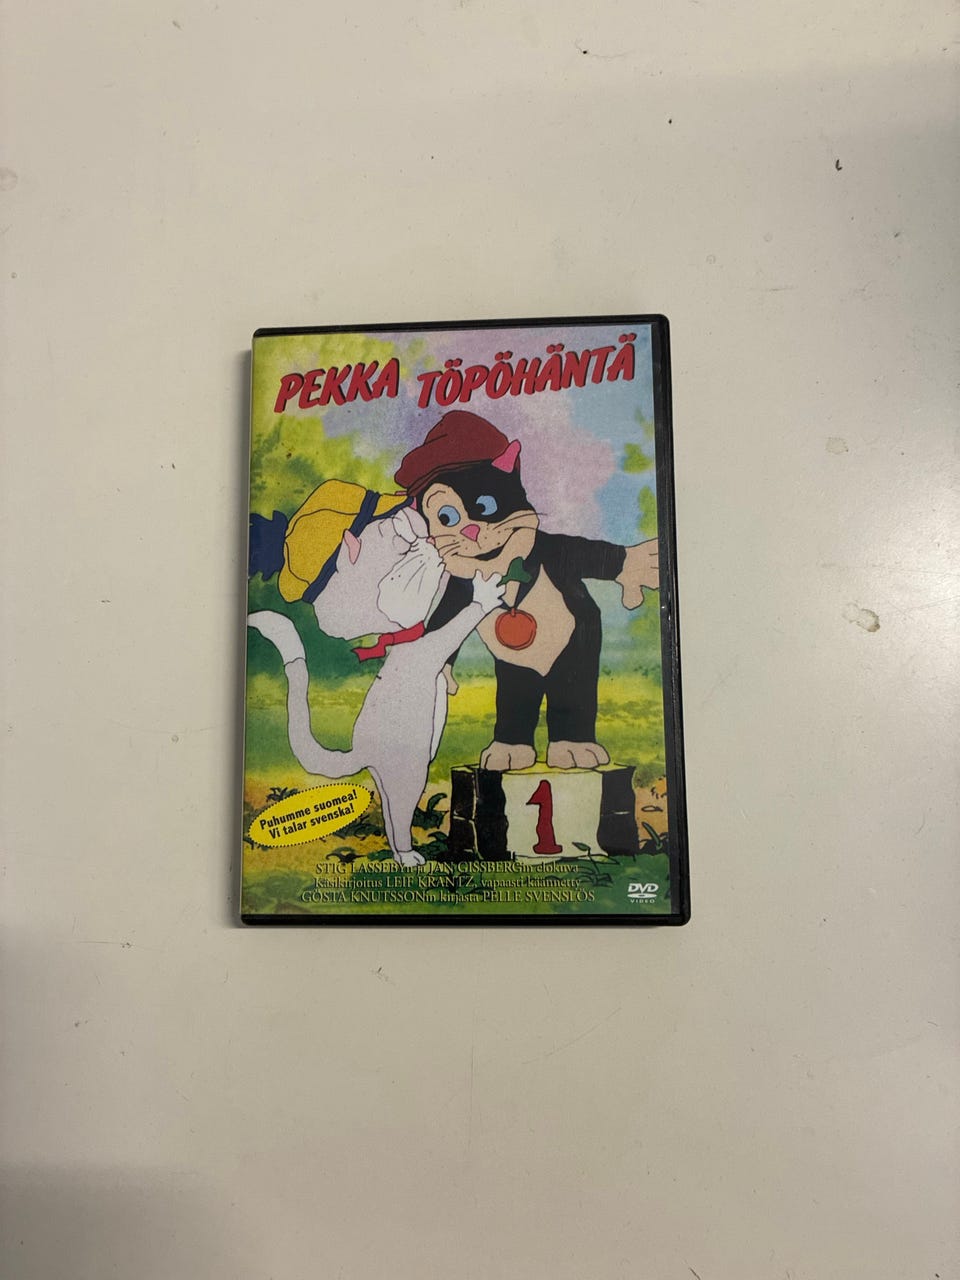 PEKKA TÖPÖHÄNTÄ
Puhumme suomea!
Vi talar svenska!
1
STIG LASSEBYn ja JAN GISSBERGin elokuva
Käsikirjoitus LEIF KRANTZ, vapaasti käännetty
GÖSTA KNUTSSONin kirjasta PELLE SVENSLÖS
DVD
VIDEO